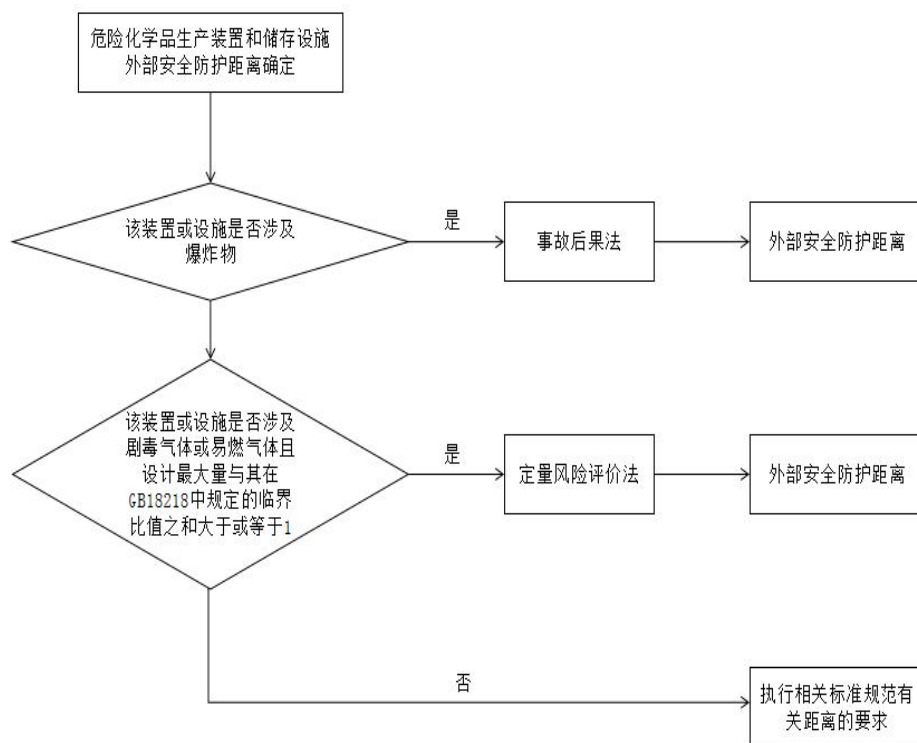 危险化学品生产装置和储存设施
外部安全防护距离确定
该装置或设施是否涉及
爆炸物
是
事故后果法
外部安全防护距离
该装置或设施是否涉及
剧毒气体或易燃气体且
设计最大量与其在
GB18218中规定的临界
比值之和大于或等于1
是
定量风险评价法
外部安全防护距离
否
执行相关标准规范有
关距离的要求